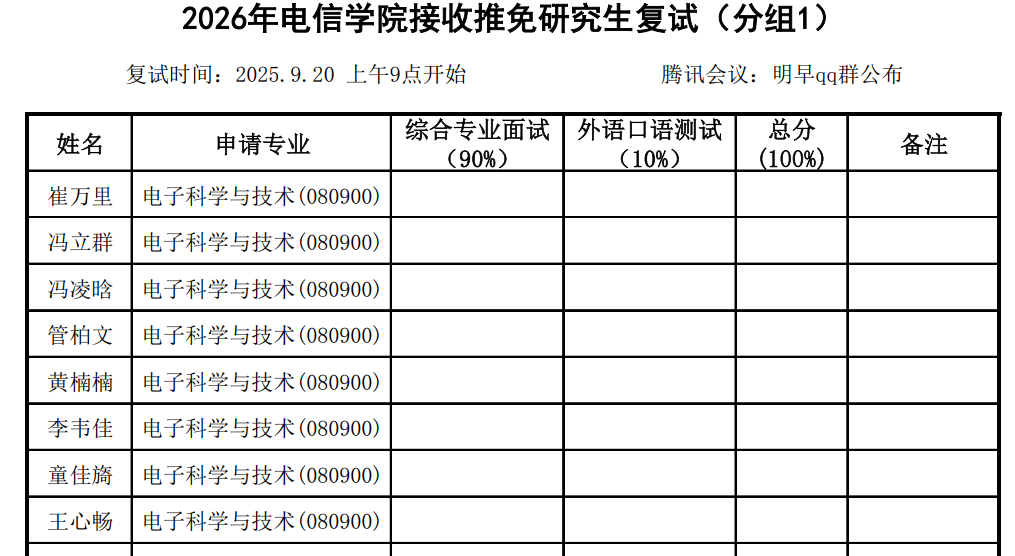 2026年电信学院接收推免研究生复试（分组1）
复试时间：2025.9.20 上午9点开始 腾讯会议：明早qq群公布
姓名 申请专业 综合专业面试（90%） 外语口语测试（10%） 总分(100%) 备注
崔万里 电子科学与技术(080900)
冯立群 电子科学与技术(080900)
冯凌晗 电子科学与技术(080900)
管柏文 电子科学与技术(080900)
黄楠楠 电子科学与技术(080900)
李韦佳 电子科学与技术(080900)
童佳旖 电子科学与技术(080900)
王心畅 电子科学与技术(080900)